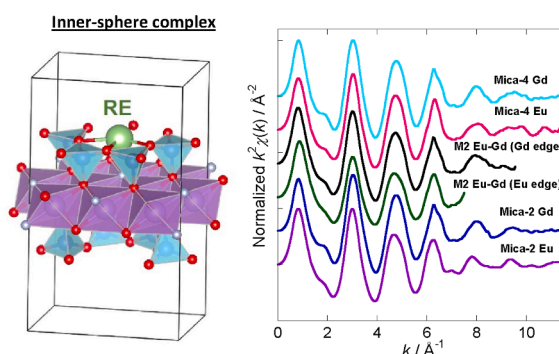 Inner-sphere complex
RE
Normalized k²χ(k) / Å⁻²
Mica-4 Gd
Mica-4 Eu
M2 Eu-Gd (Gd edge)
M2 Eu-Gd (Eu edge)
Mica-2 Gd
Mica-2 Eu
0 2 4 6 8 10
k / Å⁻¹